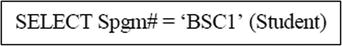 SELECT Spgm# = ‘BSC1’ (Student)